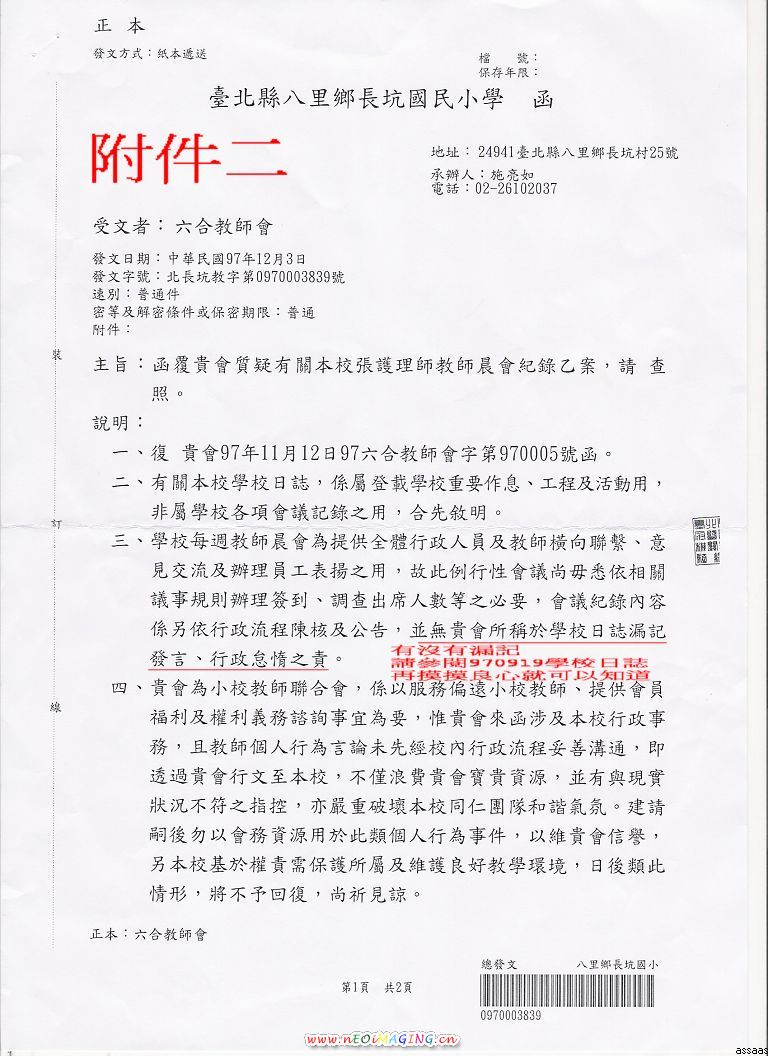 正 本
發文方式：紙本遞送
檔　　號：
保存年限：
臺北縣八里鄉長坑國民小學　函
附件二
地址：24941臺北縣八里鄉長坑村25號
承辦人：施亮如
電話：02-26102037
受文者：六合教師會
發文日期：中華民國97年12月3日
發文字號：北長坑教字第0970003839號
速別：普通件
密等及解密條件或保密期限：普通
附件：
主旨：函覆貴會質疑有關本校張護理師教師晨會紀錄乙案，請 查
照。
說明：
一、復 貴會97年11月12日97六合教師會字第970005號函。
二、有關本校學校日誌，係屬登載學校重要作息、工程及活動用，
非屬學校各項會議記錄之用，合先敘明。
三、學校每週教師晨會為提供全體行政人員及教師橫向聯繫、意
見交流及辦理員工表揚之用，故此例行性會議尚毋悉依相關
議事規則辦理簽到、調查出席人數等之必要，會議紀錄內容
係另依行政流程陳核及公告，並無貴會所稱於學校日誌漏記
發言、行政怠惰之責。
有沒有漏記
請參閱970919學校日誌
再摸摸良心就可以知道
四、貴會為小校教師聯合會，係以服務偏遠小校教師、提供會員
福利及權利義務諮詢事宜為要，惟貴會來函涉及本校行政事
務，且教師個人行為言論未先經校內行政流程妥善溝通，即
透過貴會行文至本校，不僅浪費貴會寶貴資源，並有與現實
狀況不符之指控，亦嚴重破壞本校同仁團隊和諧氣氛。建請
嗣後勿以會務資源用於此類個人行為事件，以維貴會信譽，
另本校基於權責需保護所屬及維護良好教學環境，日後類此
情形，將不予回復，尚祈見諒。
裝
訂
線
正本：六合教師會
總發文　八里鄉長坑國小
0970003839
第1頁　共2頁
www.nEOiMAGING.cn
assaas